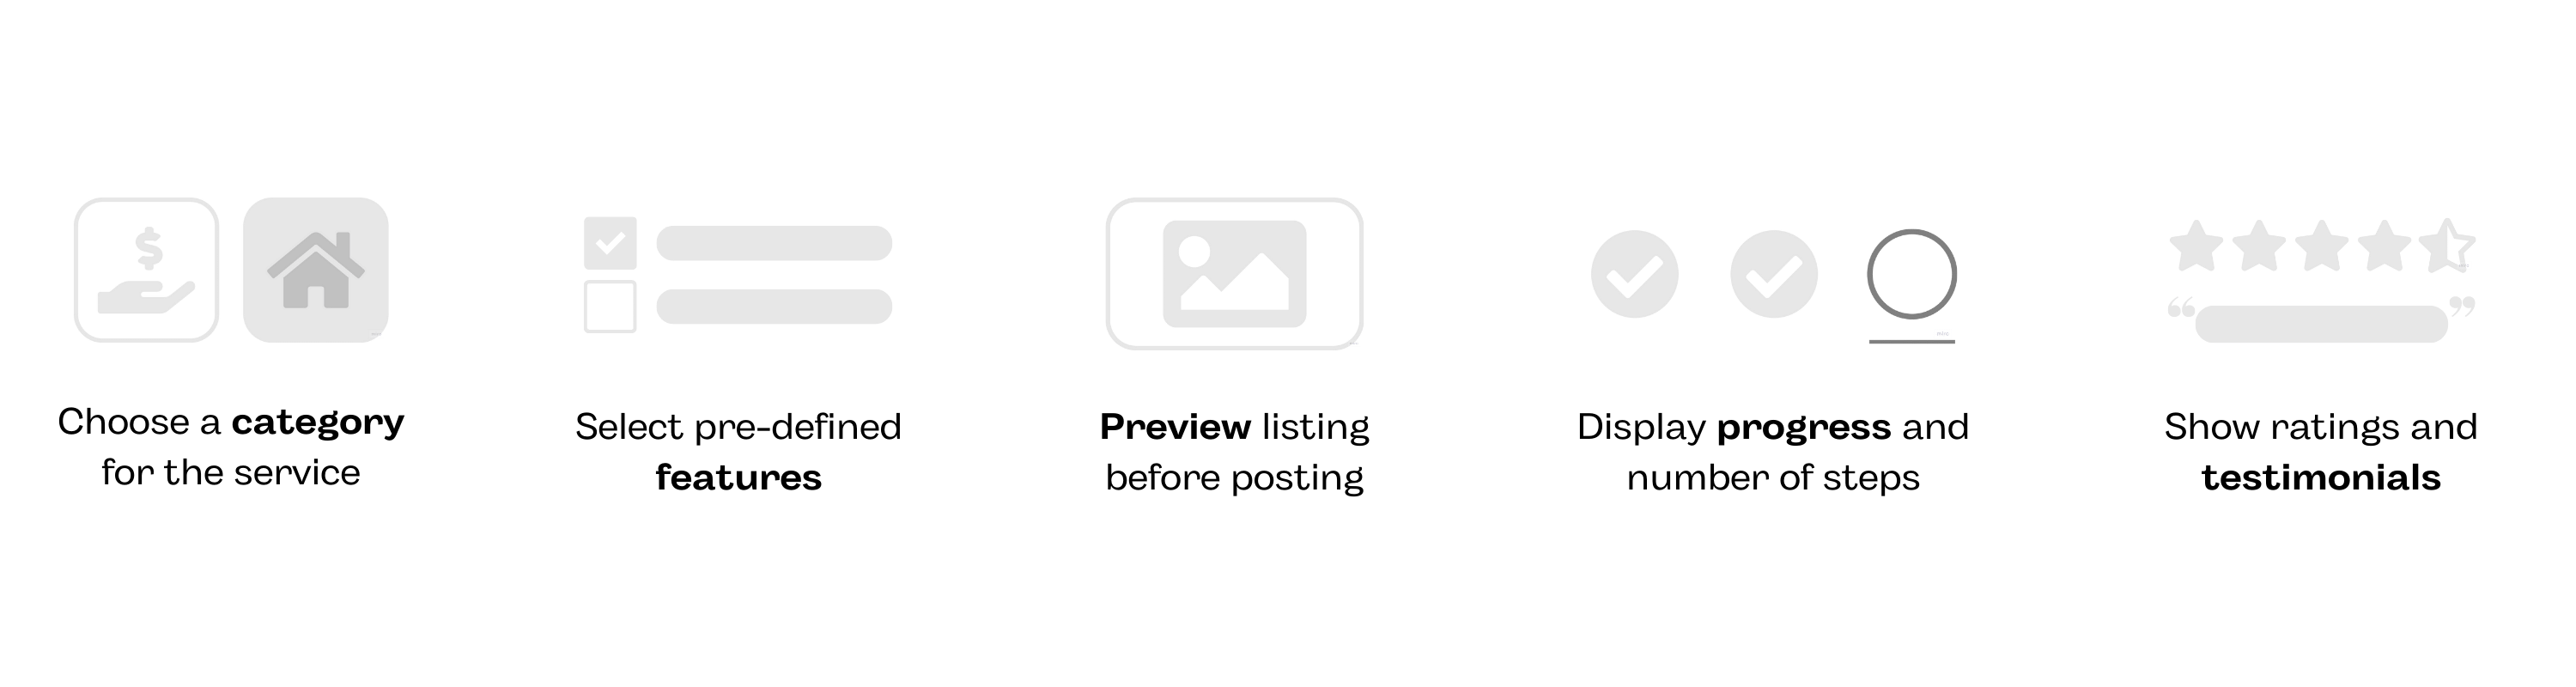 Choose a category
for the service
Select pre-defined
features
Preview listing
before posting
Display progress and
number of steps
Show ratings and
testimonials